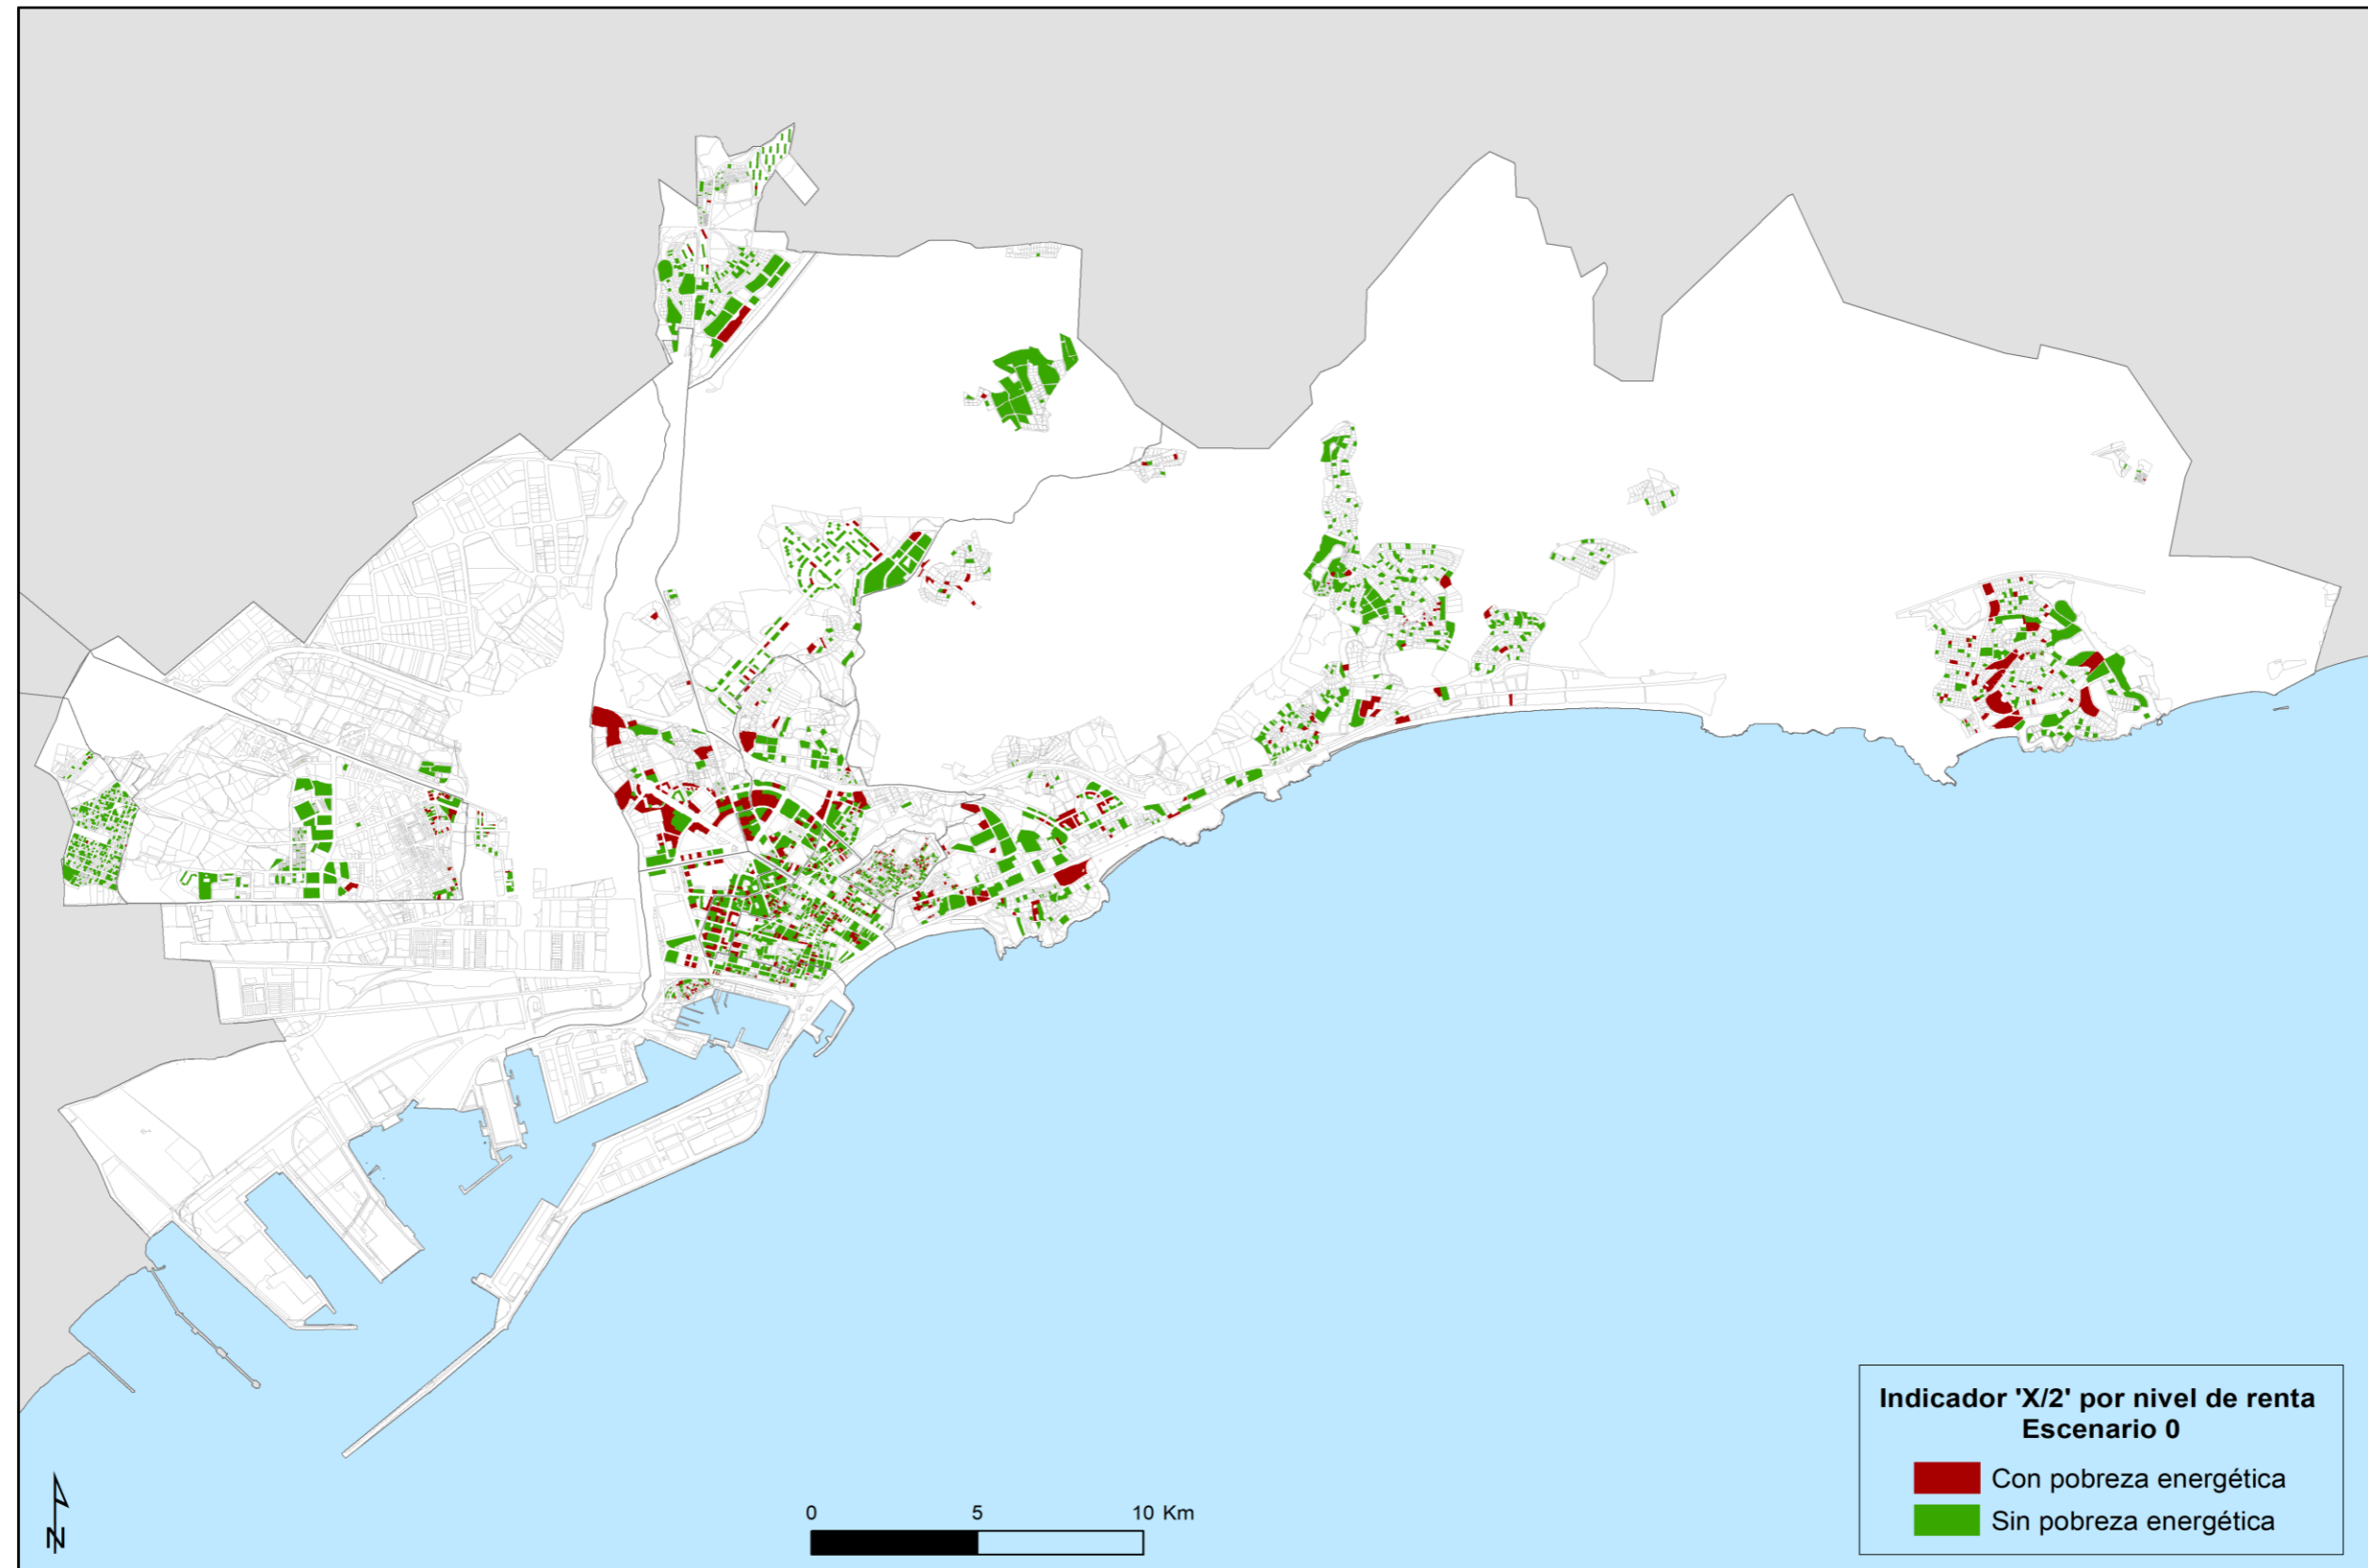 Indicador 'X/2' por nivel de renta
Escenario 0
Con pobreza energética
Sin pobreza energética
0 5 10 Km
N